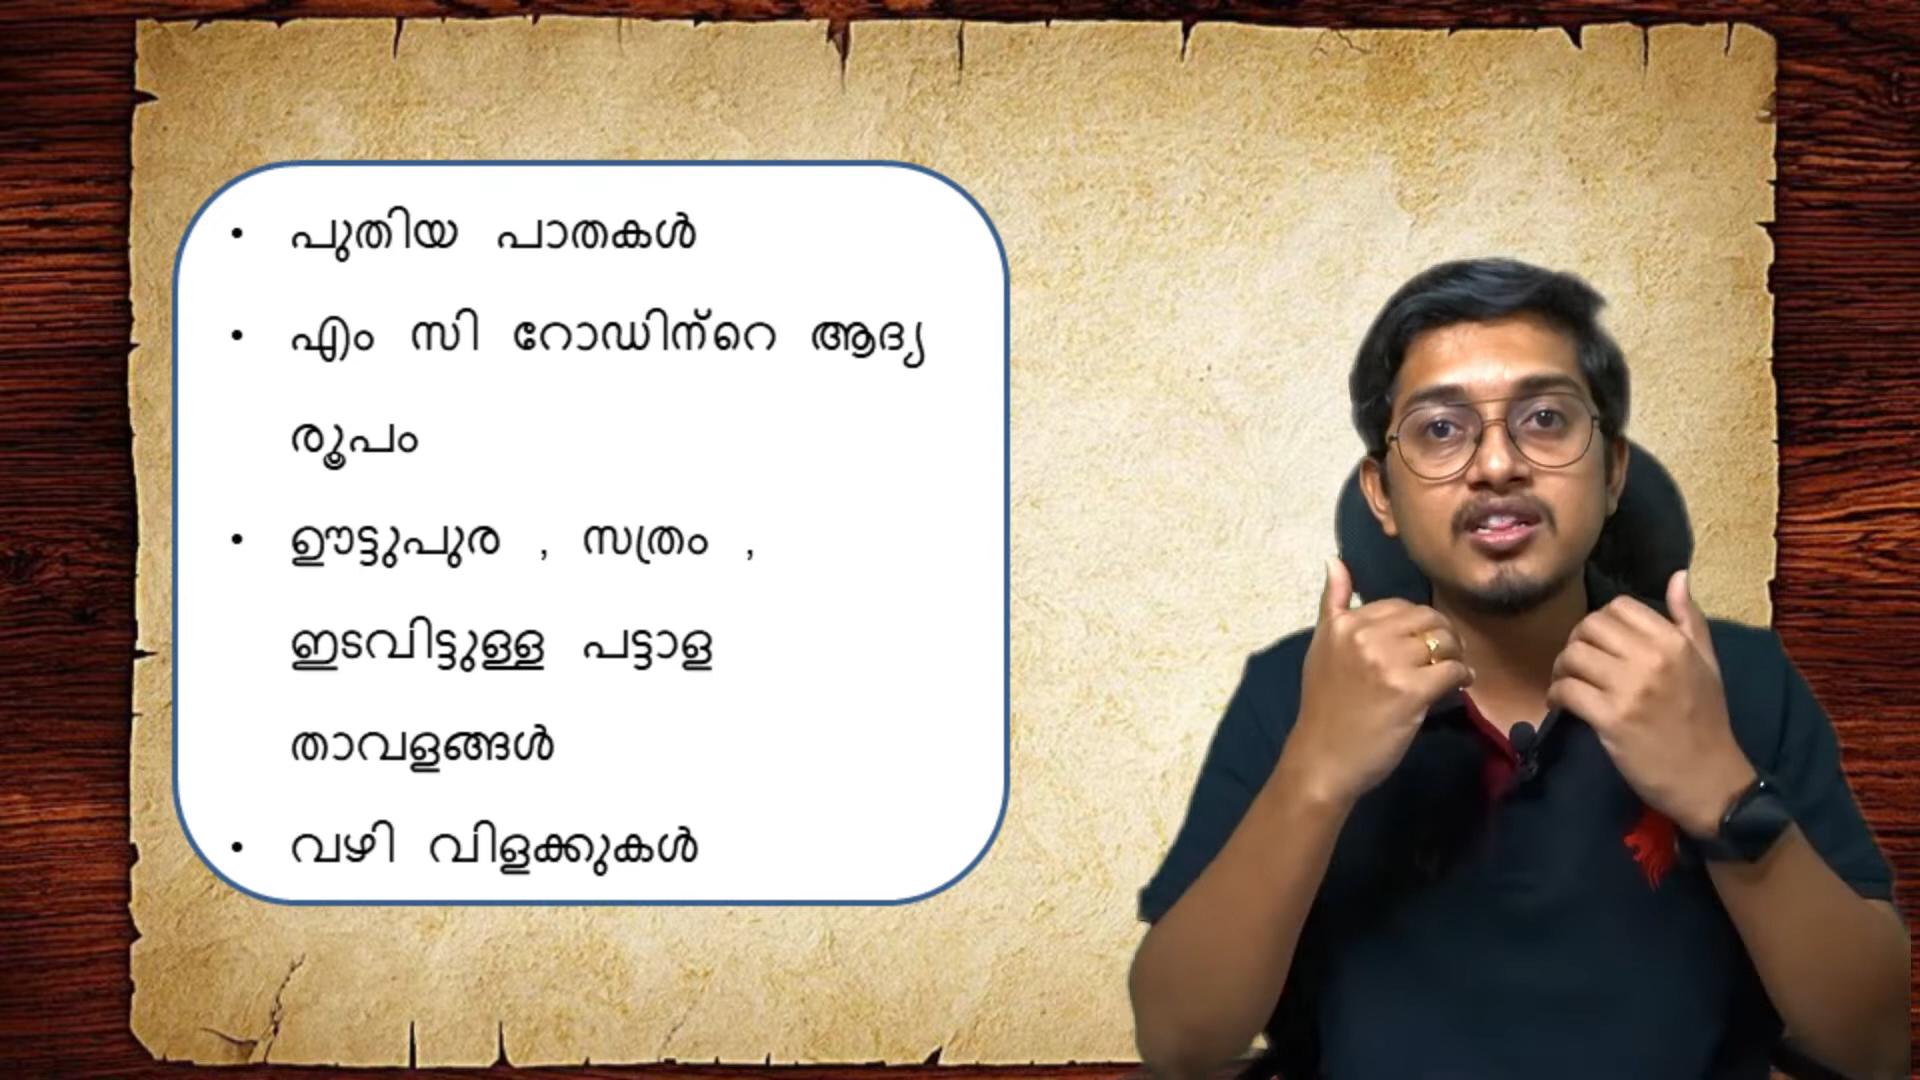 • പുതിയ പാതകൾ
• എം സി റോഡിന്റെ ആദ്യ
രൂപം
• ഊട്ടുപുര , സത്രം ,
ഇടവിട്ടുള്ള പട്ടാള
താവളങ്ങൾ
• വഴി വിളക്കുകൾ